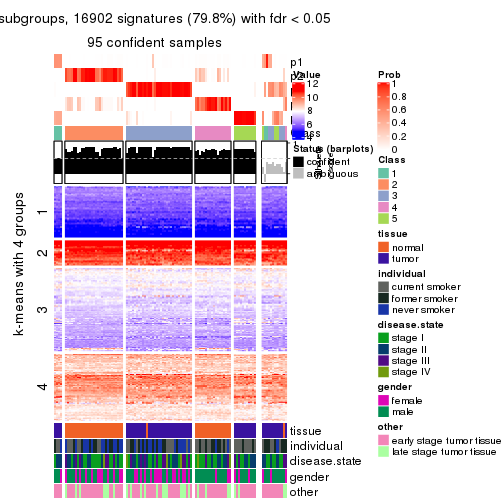 subgroups, 16902 signatures (79.8%) with fdr < 0.05
95 confident samples
p1
p2
Value
12
10
8
6
4
Prob
1
0.8
0.6
0.4
0.2
0
Class
Status (barplots)
confident
ambiguous
Class
1
2
3
4
5
k-means with 4 groups
1
2
3
4
tissue
normal
tumor
individual
current smoker
former smoker
never smoker
disease.state
stage I
stage II
stage III
stage IV
gender
female
male
other
early stage tumor tissue
late stage tumor tissue
tissue
individual
disease.state
gender
other